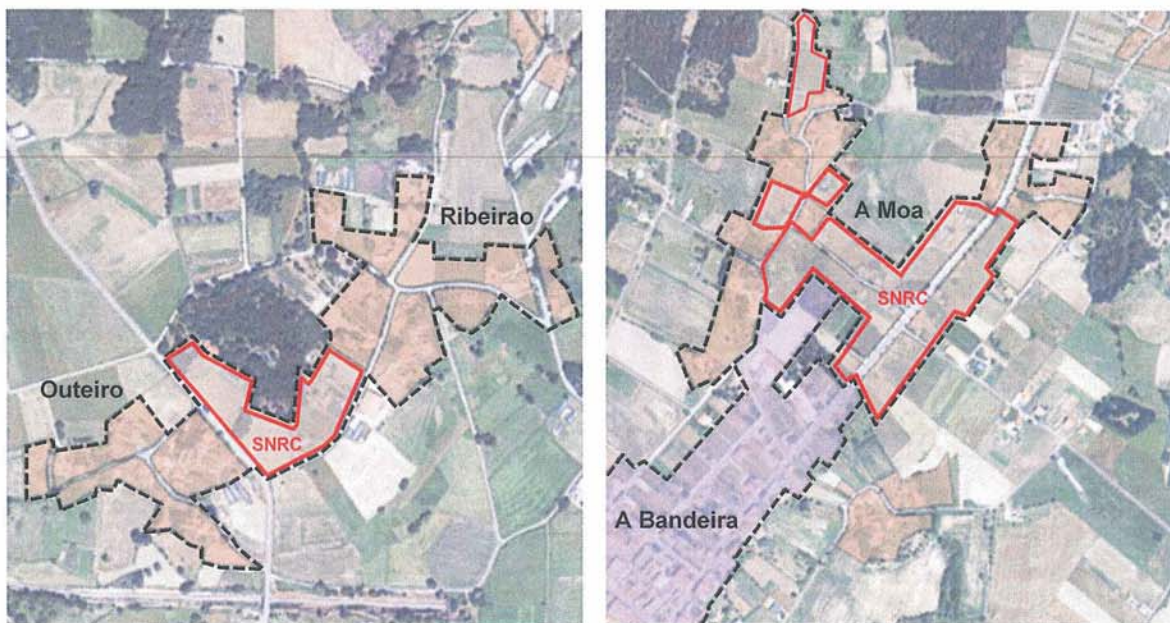 Ribeirao
Outeiro
SNRC
A Moa
SNRC
A Bandeira